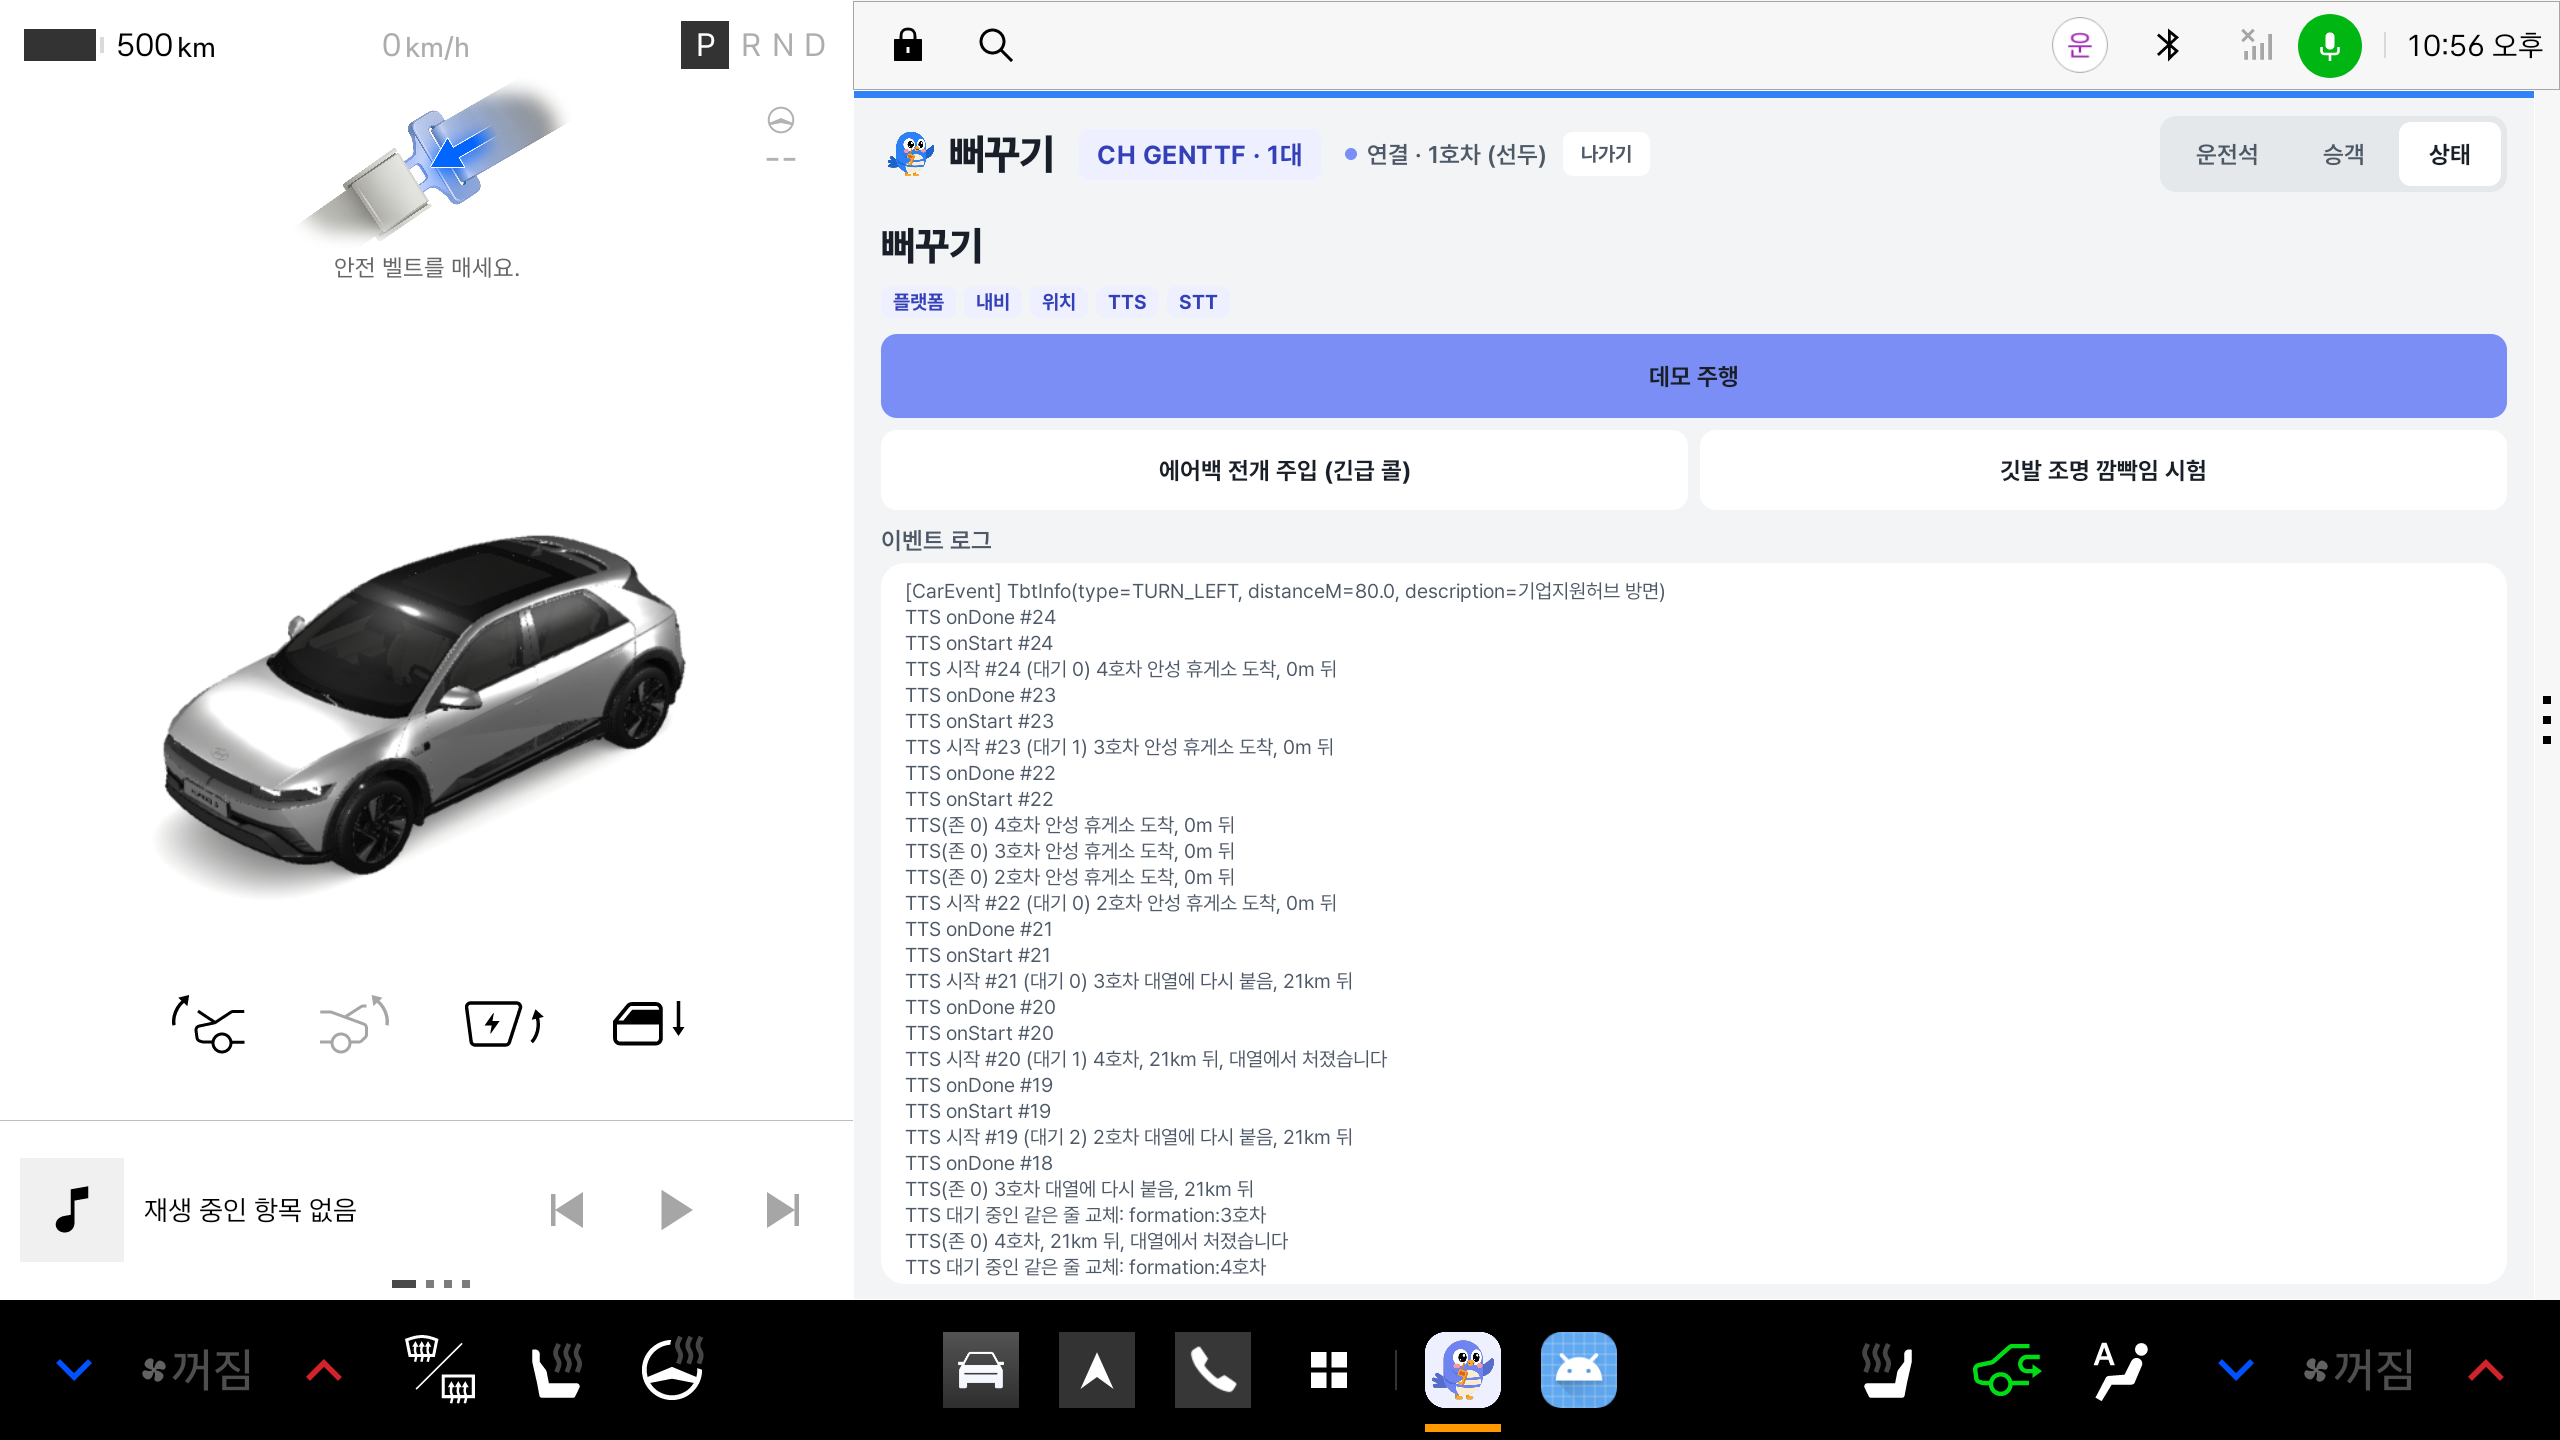 500 km
0 km/h
P R N D
안전 벨트를 매세요.
재생 중인 항목 없음
운
10:56 오후
뻐꾸기
CH GENTTF · 1대
연결 · 1호차 (선두)
나가기
운전석
승객
상태
뻐꾸기
플랫폼
내비
위치
TTS
STT
데모 주행
에어백 전개 주입 (긴급 콜)
깃발 조명 깜빡임 시험
이벤트 로그
[CarEvent] TbtInfo(type=TURN_LEFT, distanceM=80.0, description=기업지원허브 방면)
TTS onDone #24
TTS onStart #24
TTS 시작 #24 (대기 0) 4호차 안성 휴게소 도착, 0m 뒤
TTS onDone #23
TTS onStart #23
TTS 시작 #23 (대기 1) 3호차 안성 휴게소 도착, 0m 뒤
TTS onDone #22
TTS onStart #22
TTS(존 0) 4호차 안성 휴게소 도착, 0m 뒤
TTS(존 0) 3호차 안성 휴게소 도착, 0m 뒤
TTS(존 0) 2호차 안성 휴게소 도착, 0m 뒤
TTS 시작 #22 (대기 0) 2호차 안성 휴게소 도착, 0m 뒤
TTS onDone #21
TTS onStart #21
TTS 시작 #21 (대기 0) 3호차 대열에 다시 붙음, 21km 뒤
TTS onDone #20
TTS onStart #20
TTS 시작 #20 (대기 1) 4호차, 21km 뒤, 대열에서 처졌습니다
TTS onDone #19
TTS onStart #19
TTS 시작 #19 (대기 2) 2호차 대열에 다시 붙음, 21km 뒤
TTS onDone #18
TTS(존 0) 3호차 대열에 다시 붙음, 21km 뒤
TTS 대기 중인 같은 줄 교체: formation:3호차
TTS(존 0) 4호차, 21km 뒤, 대열에서 처졌습니다
TTS 대기 중인 같은 줄 교체: formation:4호차
꺼짐
A
꺼짐